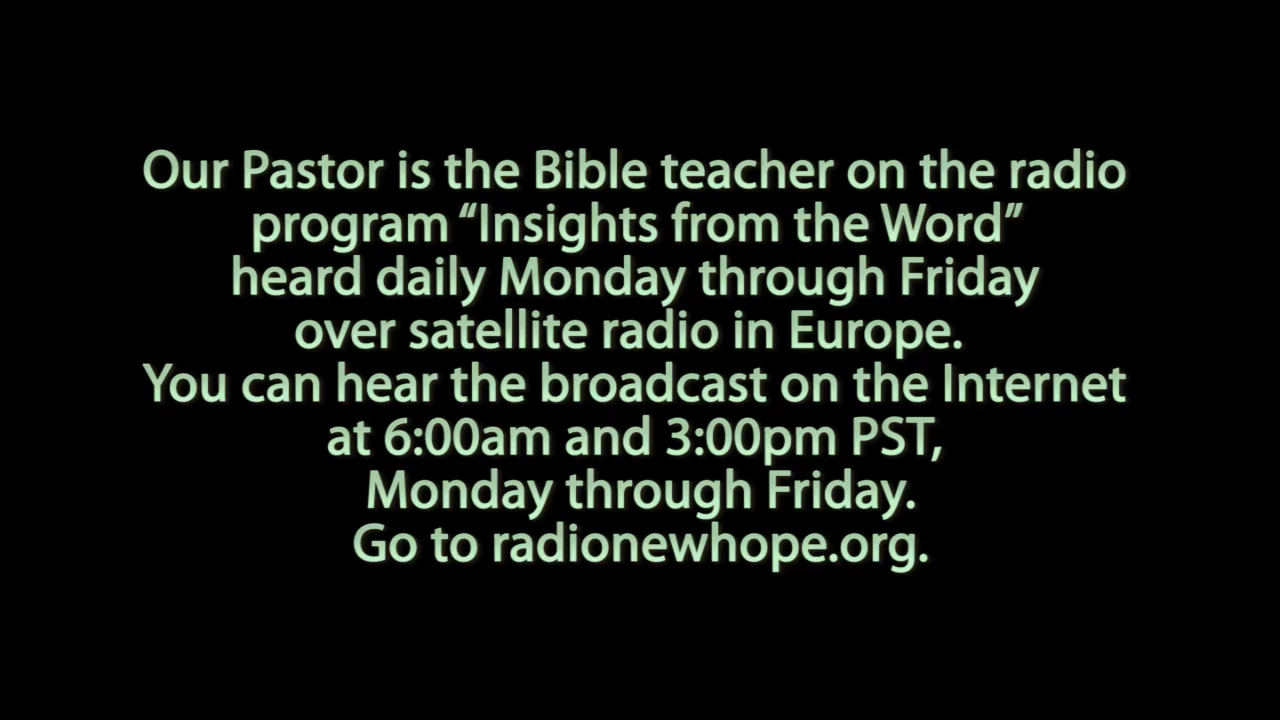 Our Pastor is the Bible teacher on the radio
program “Insights from the Word”
heard daily Monday through Friday
over satellite radio in Europe.
You can hear the broadcast on the Internet
at 6:00am and 3:00pm PST,
Monday through Friday.
Go to radionewhope.org.